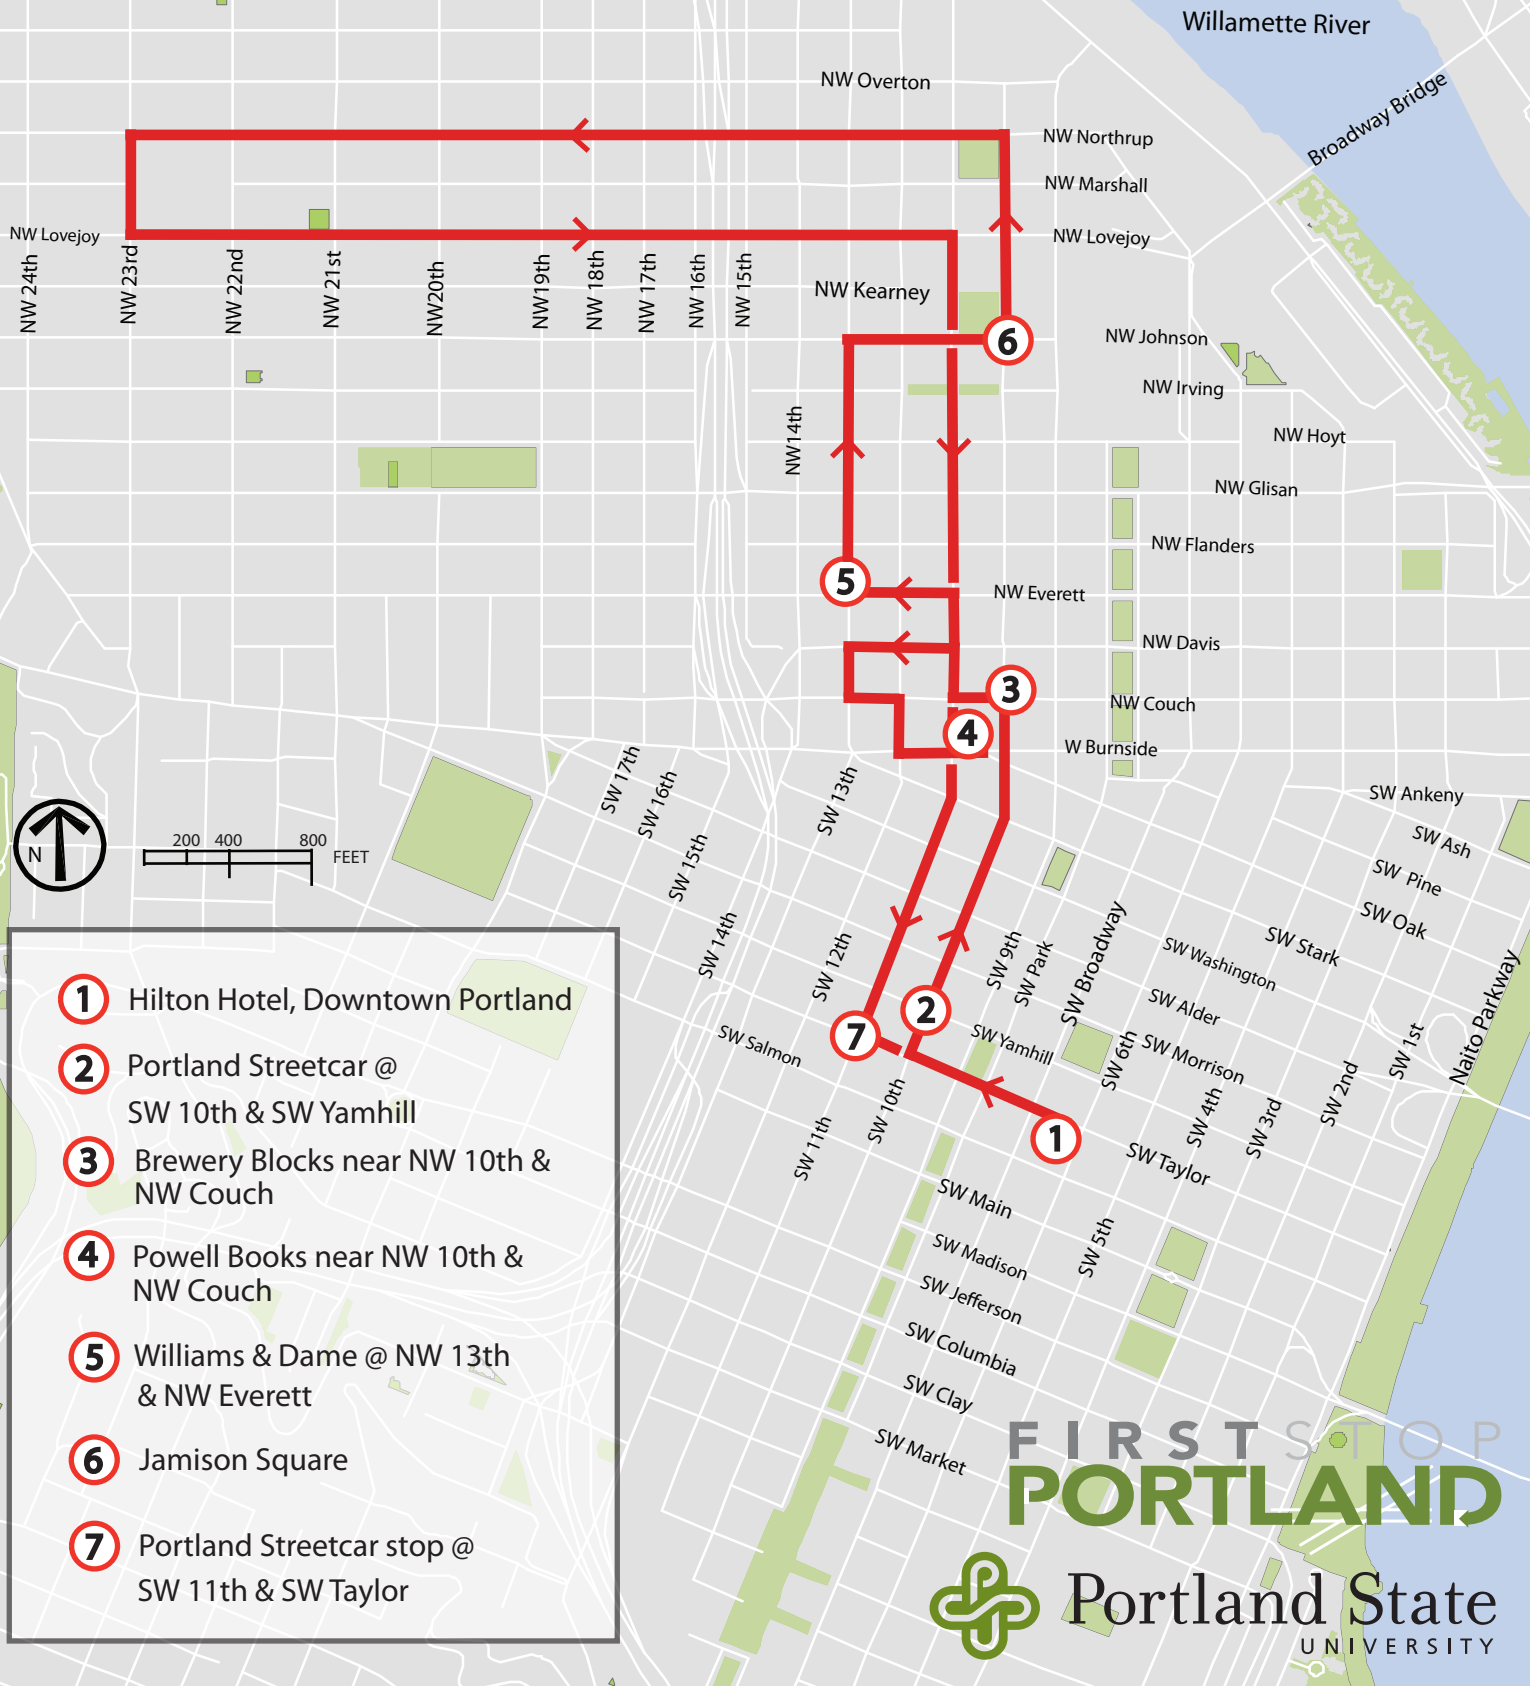 Willamette River
Broadway Bridge
NW Overton
NW Northrup
NW Marshall
NW Lovejoy
NW Lovejoy
NW 24th
NW 23rd
NW 22nd
NW 21st
NW20th
NW19th
NW 18th
NW 17th
NW 16th
NW 15th
NW Kearney
6
NW Johnson
NW Irving
NW14th
NW Hoyt
NW Glisan
NW Flanders
5
NW Everett
NW Davis
3
NW Couch
4
W Burnside
SW 17th
SW 16th
SW 15th
SW 14th
SW 13th
SW 12th
SW Ankeny
SW Ash
SW Pine
SW Oak
SW Stark
SW Washington
SW Alder
SW Morrison
SW Yamhill
SW 9th
SW Park
SW Broadway
SW 6th
SW 4th
SW 3rd
SW 2nd
SW 1st
Naito Parkway
N
200 400 800
FEET
2
7
SW Salmon
SW 10th
SW 11th
1
SW Taylor
SW Main
SW Madison
SW 5th
SW Jefferson
SW Columbia
SW Clay
SW Market
1 Hilton Hotel, Downtown Portland
2 Portland Streetcar @
SW 10th & SW Yamhill
3 Brewery Blocks near NW 10th &
NW Couch
4 Powell Books near NW 10th &
NW Couch
5 Williams & Dame @ NW 13th
& NW Everett
6 Jamison Square
7 Portland Streetcar stop @
SW 11th & SW Taylor
FIRST STOP
PORTLAND
Portland State
UNIVERSITY